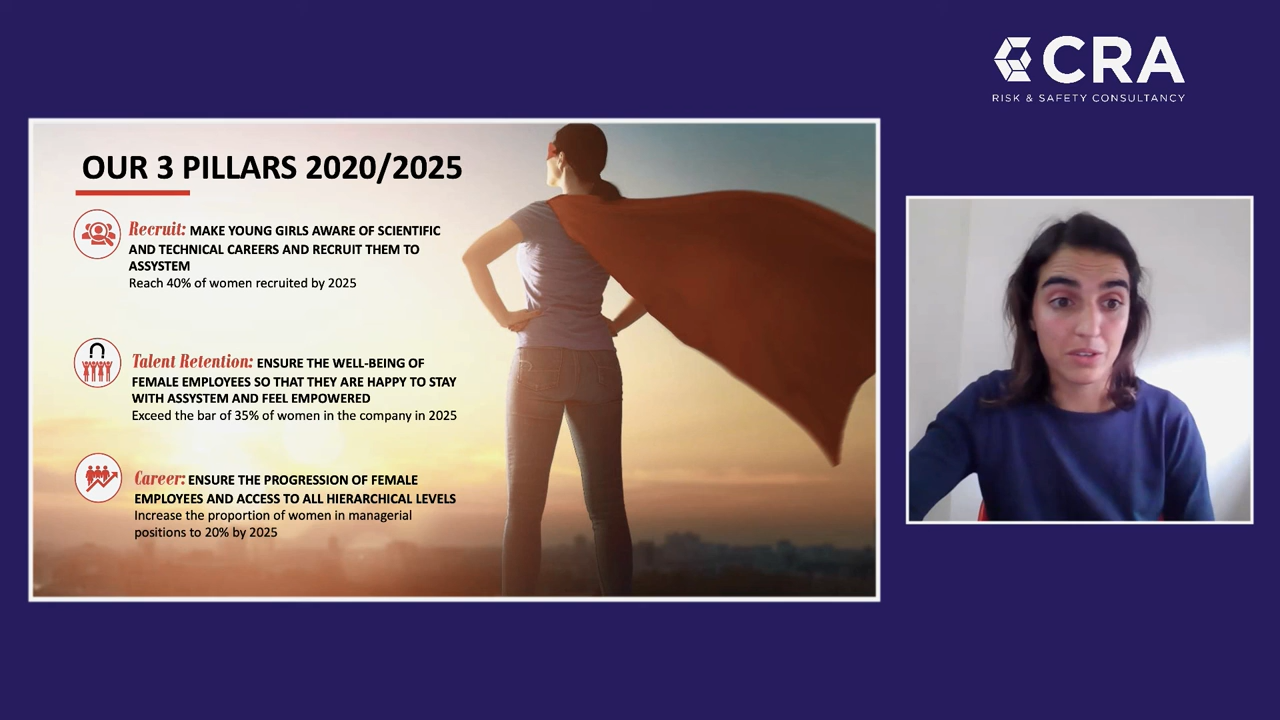 CRA
RISK & SAFETY CONSULTANCY
OUR 3 PILLARS 2020/2025
Recruit: MAKE YOUNG GIRLS AWARE OF SCIENTIFIC
AND TECHNICAL CAREERS AND RECRUIT THEM TO
ASSYSTEM
Reach 40% of women recruited by 2025
Talent Retention: ENSURE THE WELL-BEING OF
FEMALE EMPLOYEES SO THAT THEY ARE HAPPY TO STAY
WITH ASSYSTEM AND FEEL EMPOWERED
Exceed the bar of 35% of women in the company in 2025
Career: ENSURE THE PROGRESSION OF FEMALE
EMPLOYEES AND ACCESS TO ALL HIERARCHICAL LEVELS
Increase the proportion of women in managerial
positions to 20% by 2025